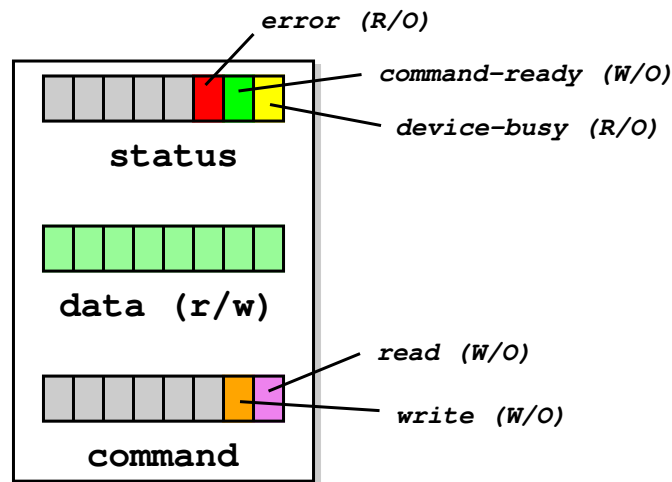 error (R/O)
command-ready (W/O)
device-busy (R/O)
status
data (r/w)
read (W/O)
write (W/O)
command